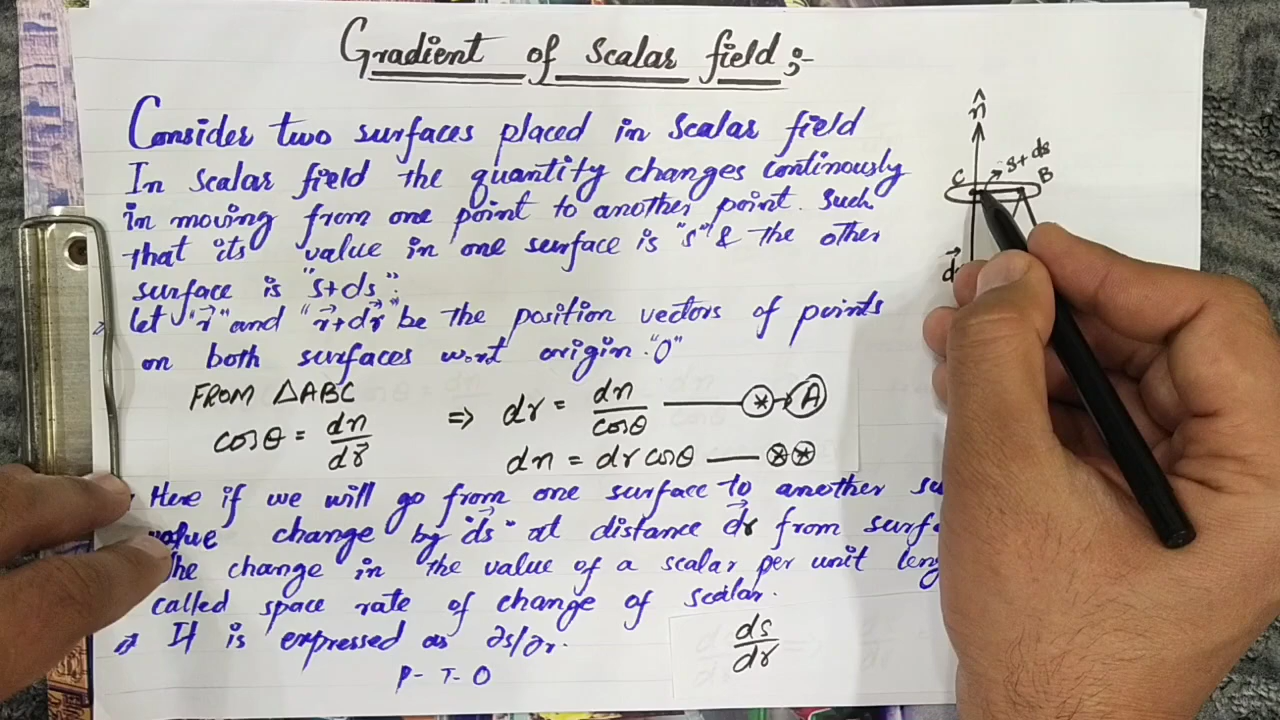 Gradient of scalar field :-
Consider two surfaces placed in scalar field
In scalar field the quantity changes continously
in moving from one point to another point. Such
that its value in one surface is "s" & the other
surface is "s+ds".
let "r⃗" and "r⃗+dr⃗" be the position vectors of points
on both surfaces w.r.t origin "O"
FROM △ABC
cosθ = dn/dr⃗ ⇒ dr = dn/cosθ —— ⊛→Ⓐ
dn = dr cosθ —— ⊛⊛
Here if we will go from one surface to another
value change by "ds⃗" at distance dr⃗ from
The change in the value of a scalar per unit
called space rate of change of scalar.
⇒ It is expressed as ∂s/∂r. ds/dr
P-T-O
n̂
s+ds
C B